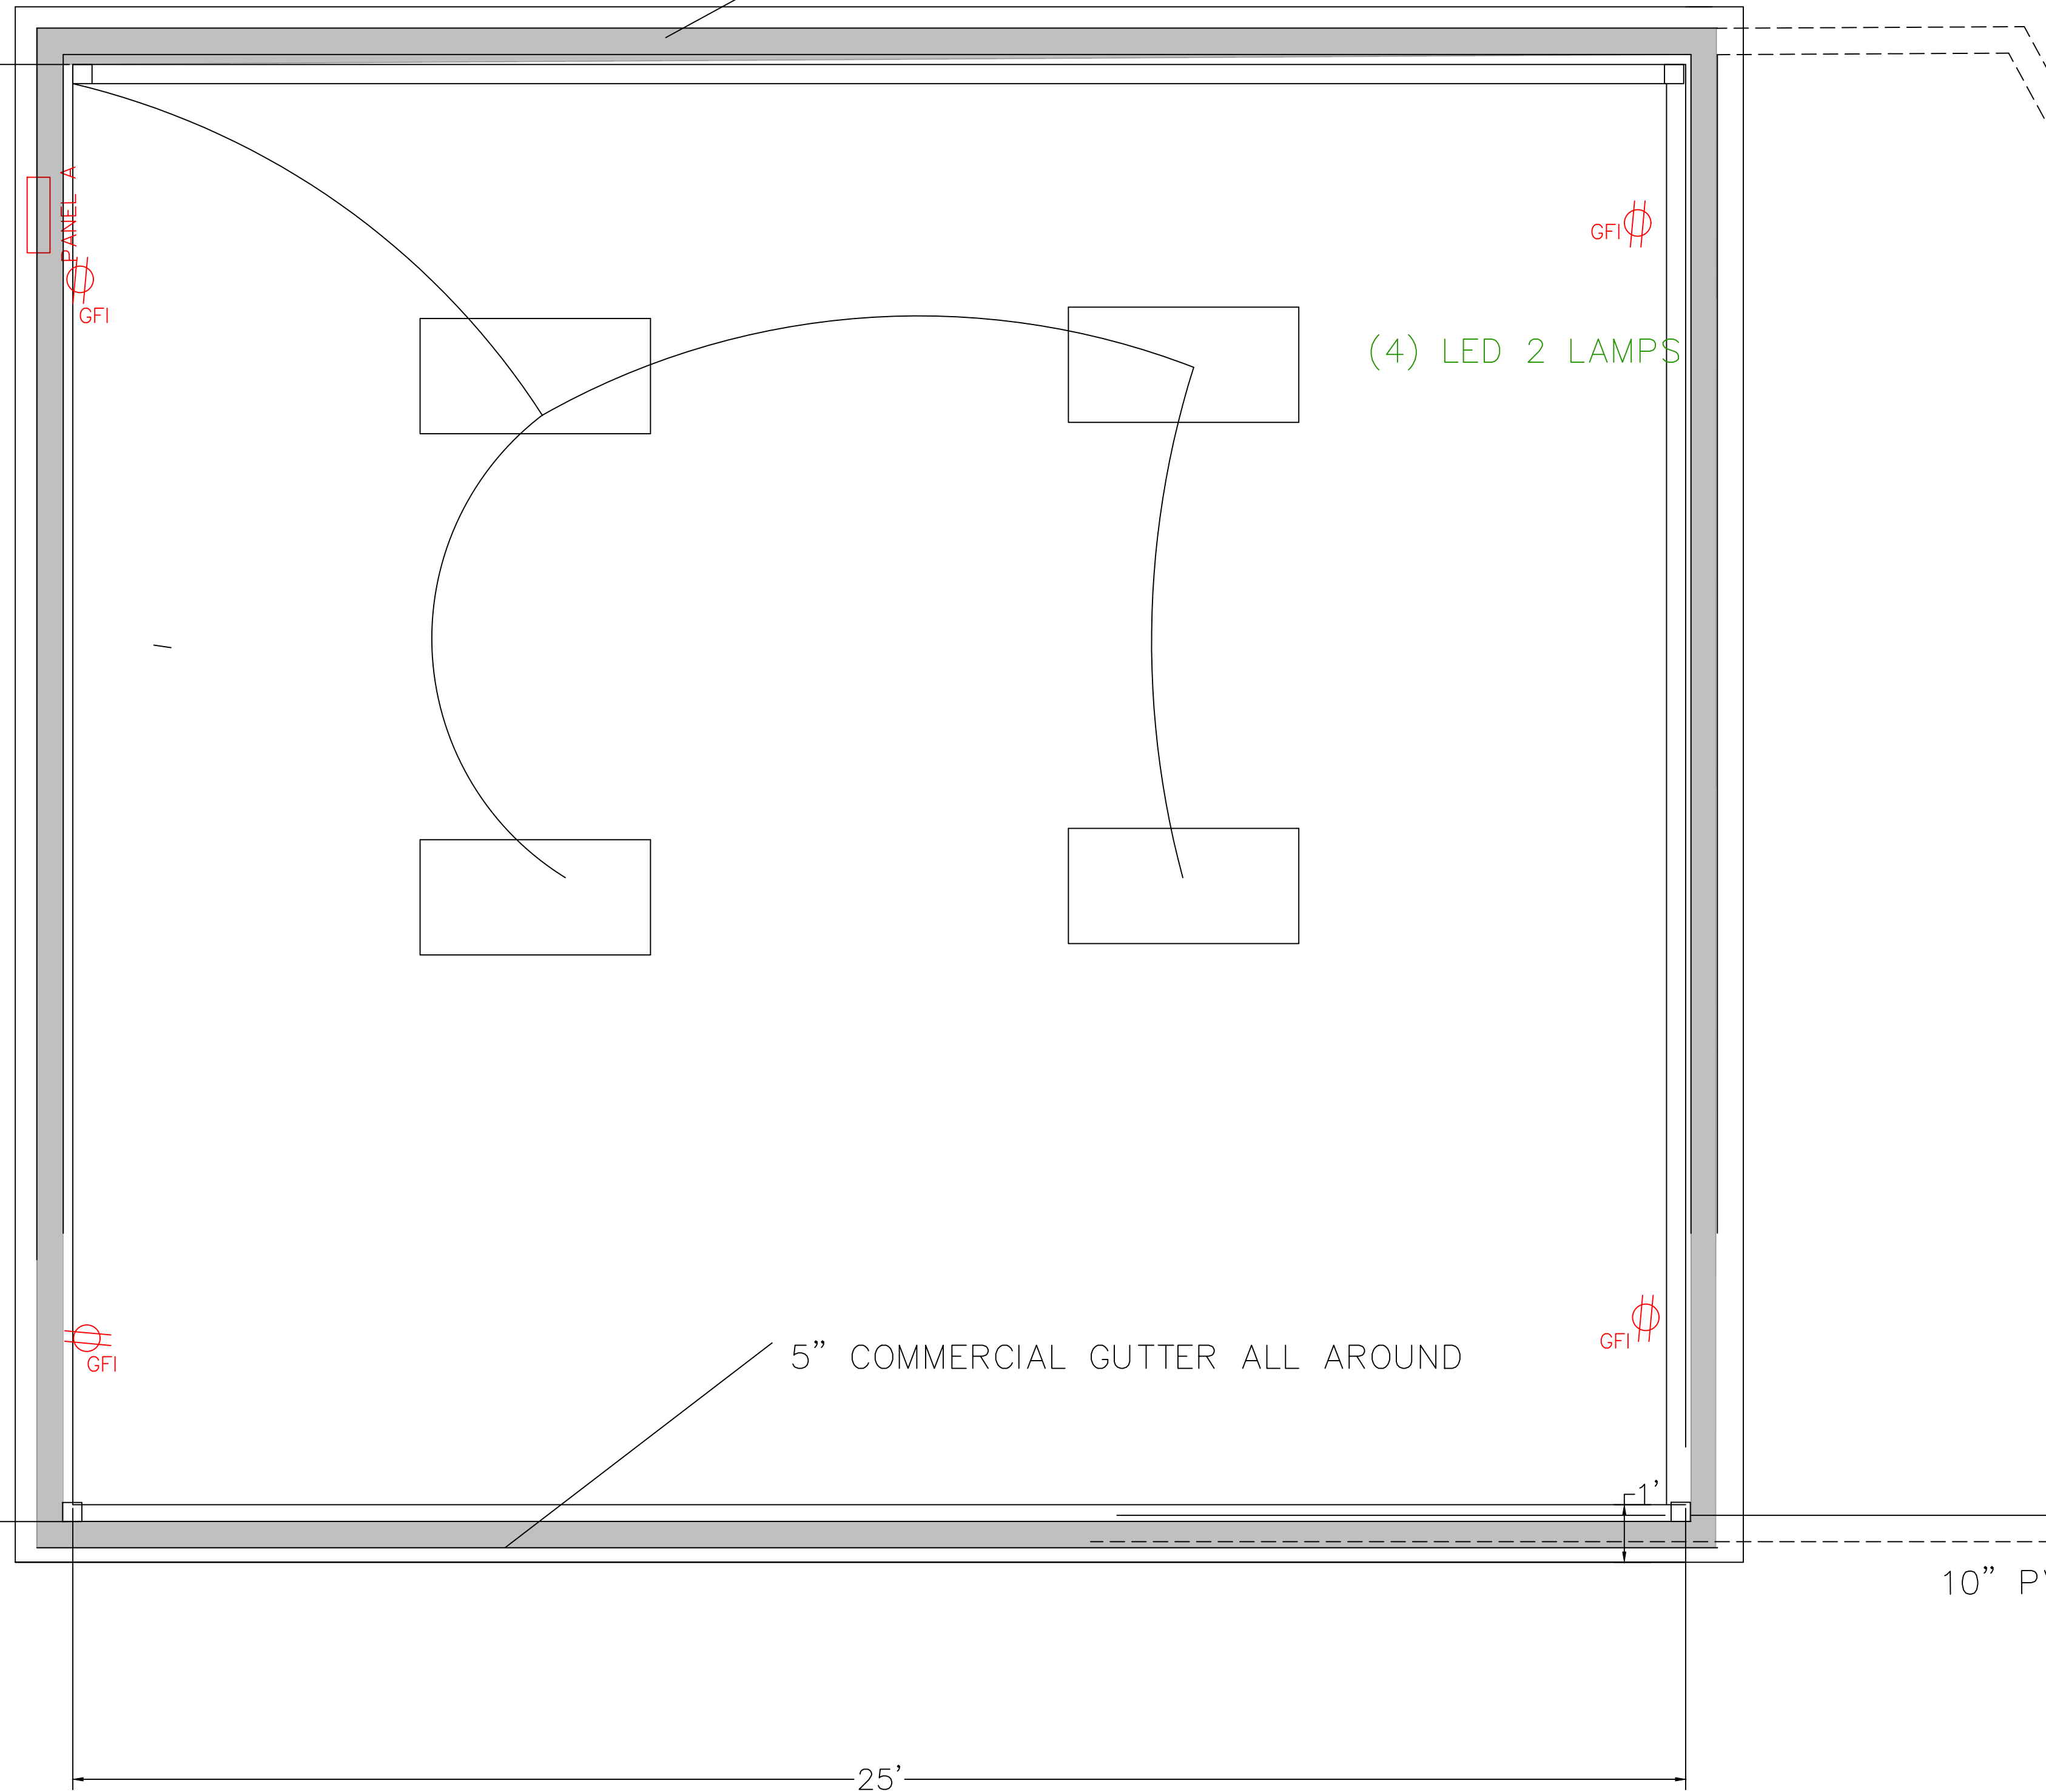 PANEL A
GFI
GFI
(4) LED 2 LAMPS
GFI
GFI
5” COMMERCIAL GUTTER ALL AROUND
1’
10”
25’